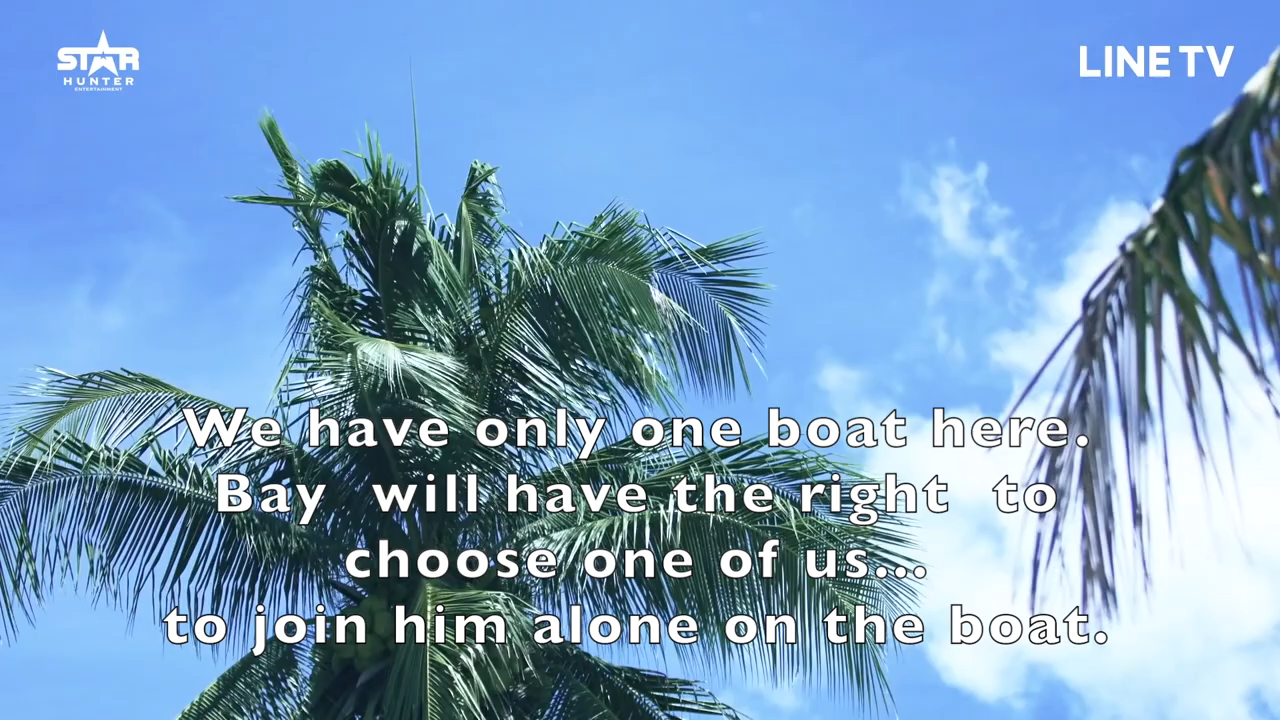 STAR
HUNTER
ENTERTAINMENT
LINE TV
We have only one boat here.
Bay will have the right to
choose one of us...
to join him alone on the boat.